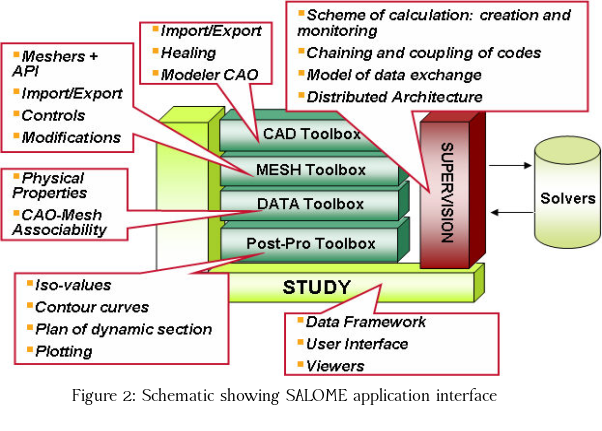 Meshers +
API
Import/Export
Controls
Modifications
Import/Export
Healing
Modeler CAO
Scheme of calculation: creation and
monitoring
Chaining and coupling of codes
Model of data exchange
Distributed Architecture
Physical
Properties
CAO-Mesh
Associability
CAD Toolbox
MESH Toolbox
DATA Toolbox
Post-Pro Toolbox
SUPERVISION
Solvers
STUDY
Iso-values
Contour curves
Plan of dynamic section
Plotting
Data Framework
User Interface
Viewers
Figure 2: Schematic showing SALOME application interface